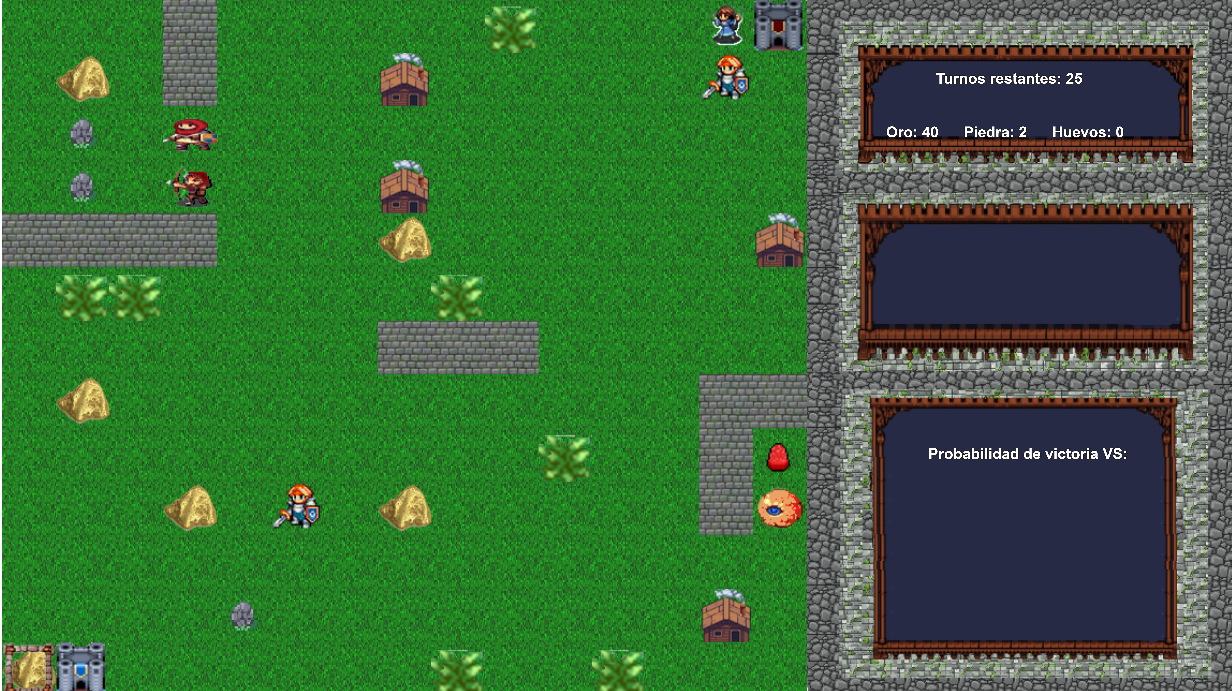 Turnos restantes: 25
Oro: 40 Piedra: 2 Huevos: 0
Probabilidad de victoria VS: